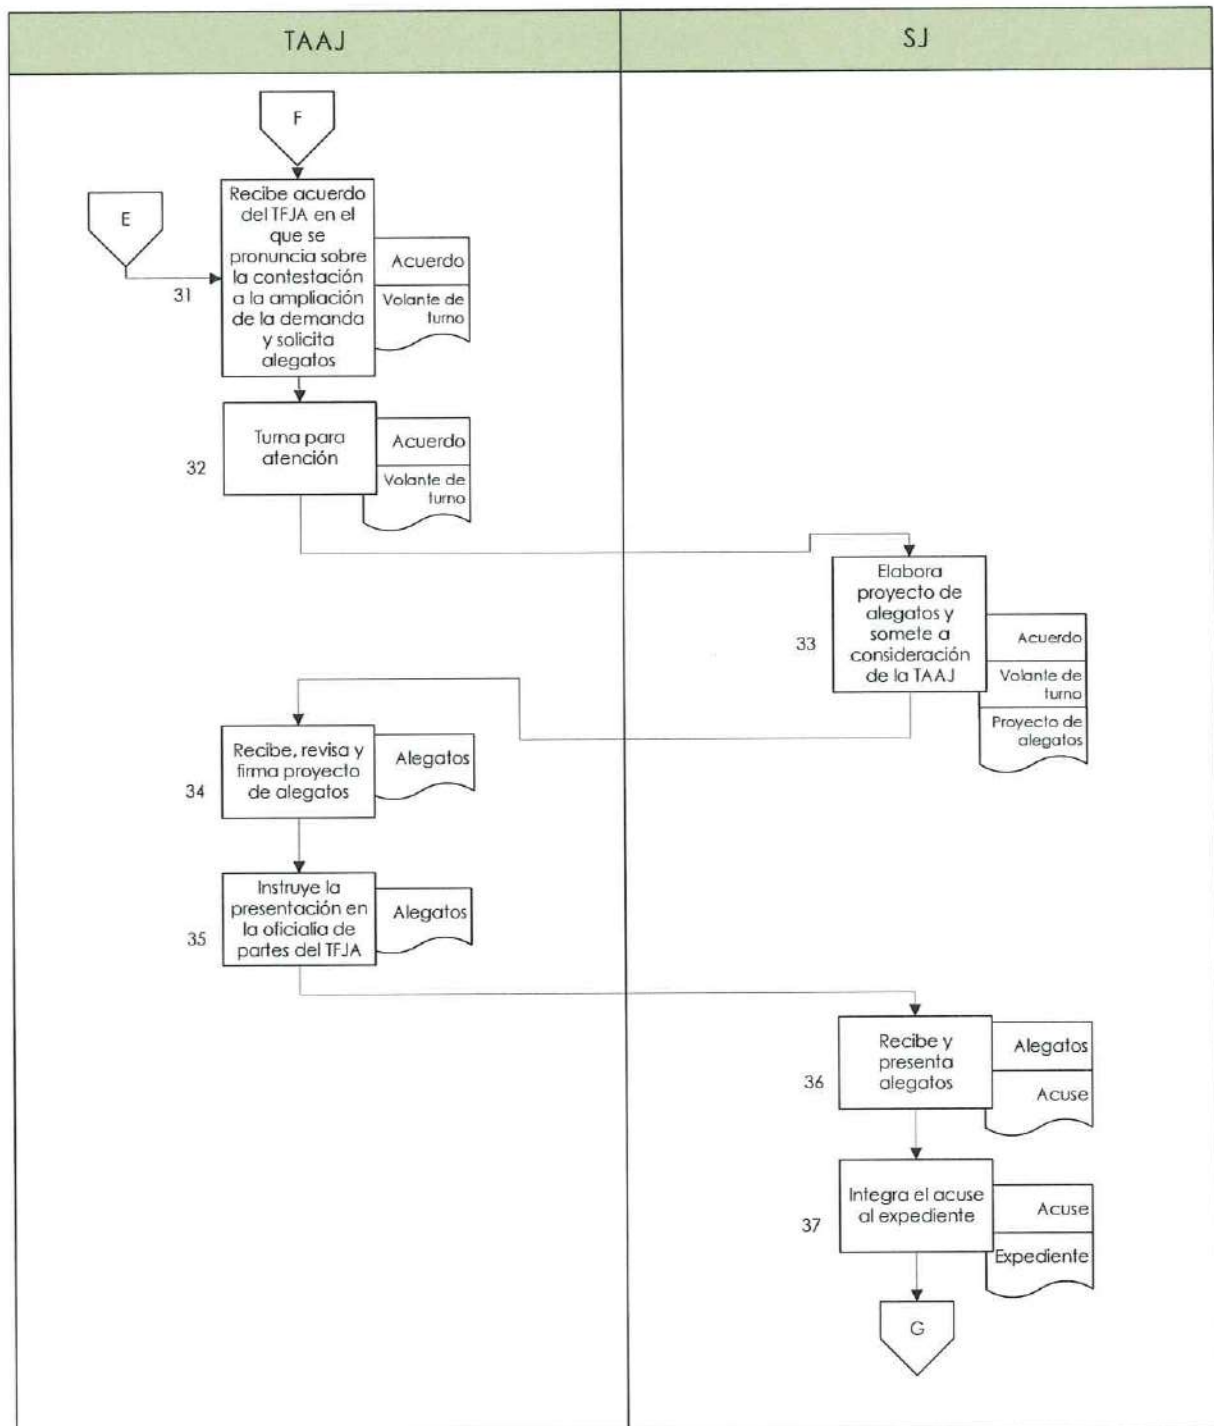 TAAJ
SJ
F
E
Recibe acuerdo
del TFJA en el
que se
pronuncia sobre
la contestación
a la ampliación
de la demanda
y solicita
alegatos
31
Acuerdo
Volante de
turno
Turna para
atención
32
Acuerdo
Volante de
turno
Elabora
proyecto de
alegatos y
somete a
consideración
de la TAAJ
33
Acuerdo
Volante de
turno
Proyecto de
alegatos
Recibe, revisa y
firma proyecto
de alegatos
34
Alegatos
Instruye la
presentación en
la oficialia de
partes del TFJA
35
Alegatos
Recibe y
presenta
alegatos
36
Alegatos
Acuse
Integra el acuse
al expediente
37
Acuse
Expediente
G